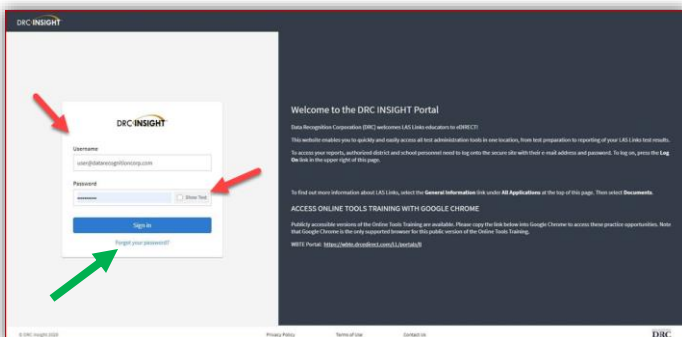 DRC INSIGHT
DRC INSIGHT
Username
user@datarecognitioncorp.com
Password
Show Text
Sign In
Forgot your password?
Welcome to the DRC INSIGHT Portal
Data Recognition Corporation (DRC) welcomes LAS Links educators to eDIRECT!
This website enables you to quickly and easily access all test administration tools in one location, from test preparation to reporting of your LAS Links test results.
To access your reports, authorized district and school personnel need to log onto the secure site with their e-mail address and password. To log on, press the Log
On link in the upper right of this page.
To find out more information about LAS Links, select the General Information link under All Applications at the top of this page. Then select Documents.
ACCESS ONLINE TOOLS TRAINING WITH GOOGLE CHROME
Publicly accessible versions of the Online Tools Training are available. Please copy the link below into Google Chrome to access these practice opportunities. Note
that Google Chrome is the only supported browser for this public version of the Online Tools Training.
WBTE Portal:
© DRC Insight 2020
Privacy Policy
Terms of Use
Contact Us
DRC